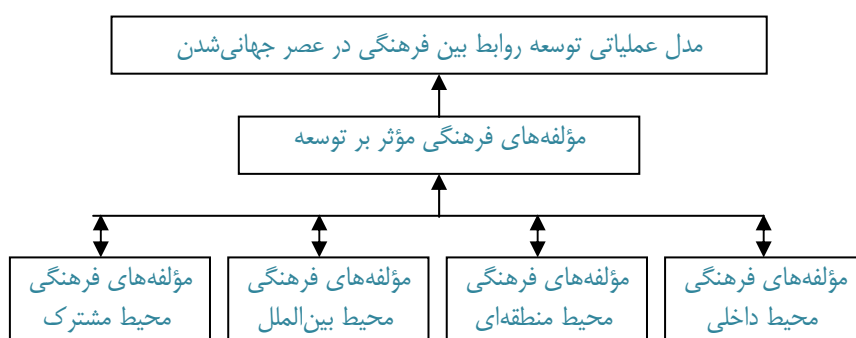 مدل عملیاتی توسعه روابط بین فرهنگی در عصر جهانی‌شدن
مؤلفه‌های فرهنگی مؤثر بر توسعه
مؤلفه‌های فرهنگی
محیط داخلی
مؤلفه‌های فرهنگی
محیط منطقه‌ای
مؤلفه‌های فرهنگی
محیط بین‌الملل
مؤلفه‌های فرهنگی
محیط مشترک